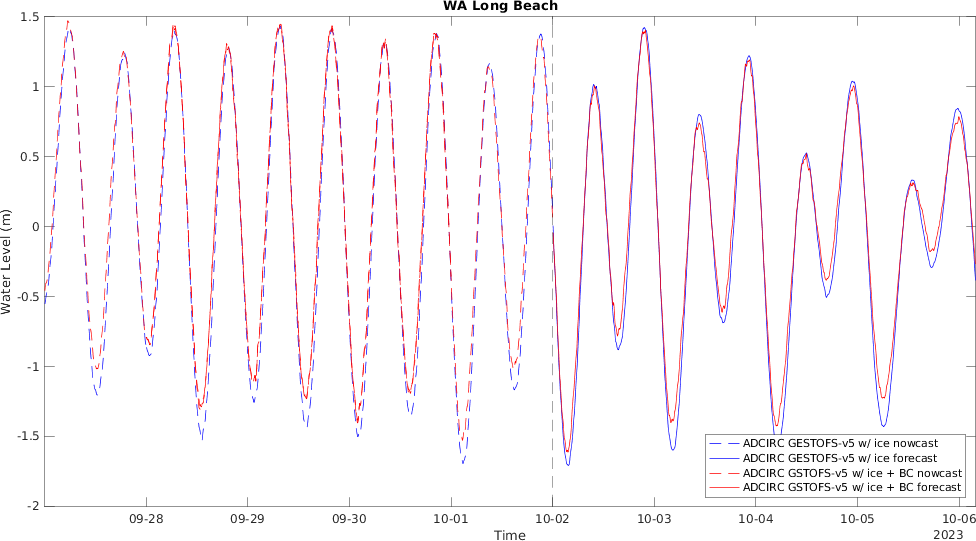 WA Long Beach
1.5
1
0.5
0
-0.5
-1
-1.5
-2
Water Level (m)
ADCIRC GESTOFS-v5 w/ ice nowcast
ADCIRC GESTOFS-v5 w/ ice forecast
ADCIRC GSTOFS-v5 w/ ice + BC nowcast
ADCIRC GSTOFS-v5 w/ ice + BC forecast
09-28 09-29 09-30 10-01 10-02 10-03 10-04 10-05 10-06
Time 2023